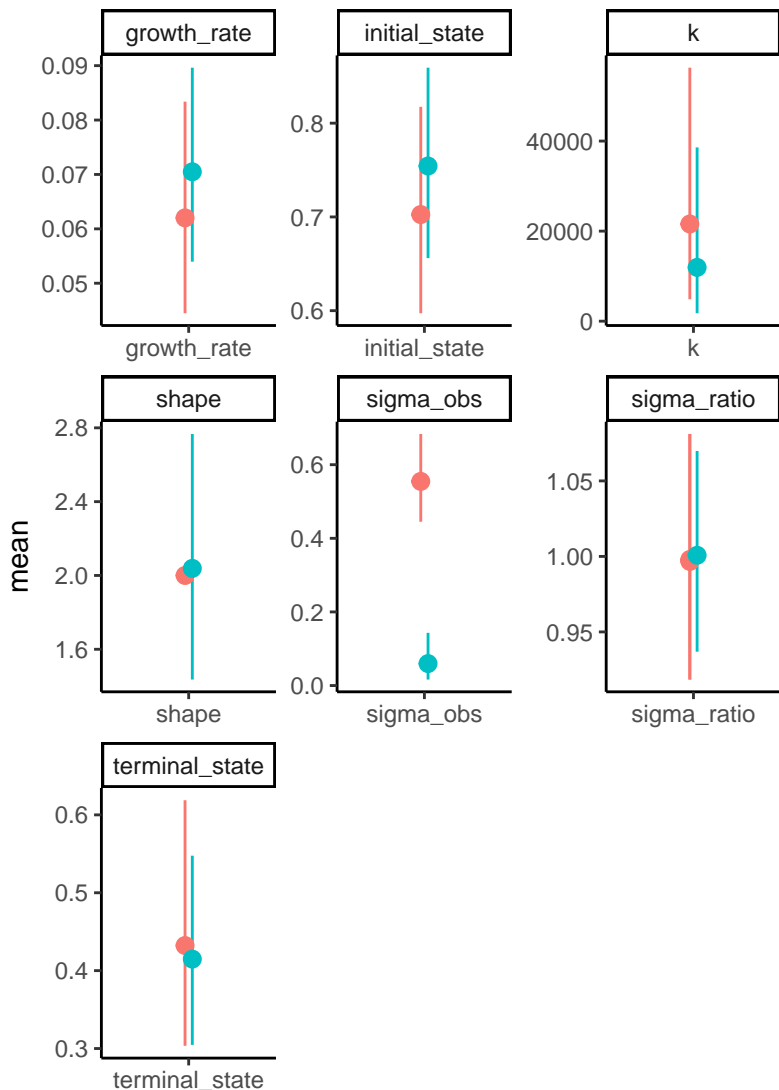 growth_rate
initial_state
k
0.09
0.08
0.07
0.06
0.05
0.8
0.7
0.6
40000
20000
0
growth_rate
initial_state
k
shape
sigma_obs
sigma_ratio
mean
2.8
2.4
2.0
1.6
0.6
0.4
0.2
0.0
1.05
1.00
0.95
shape
sigma_obs
sigma_ratio
terminal_state
0.6
0.5
0.4
0.3
terminal_state